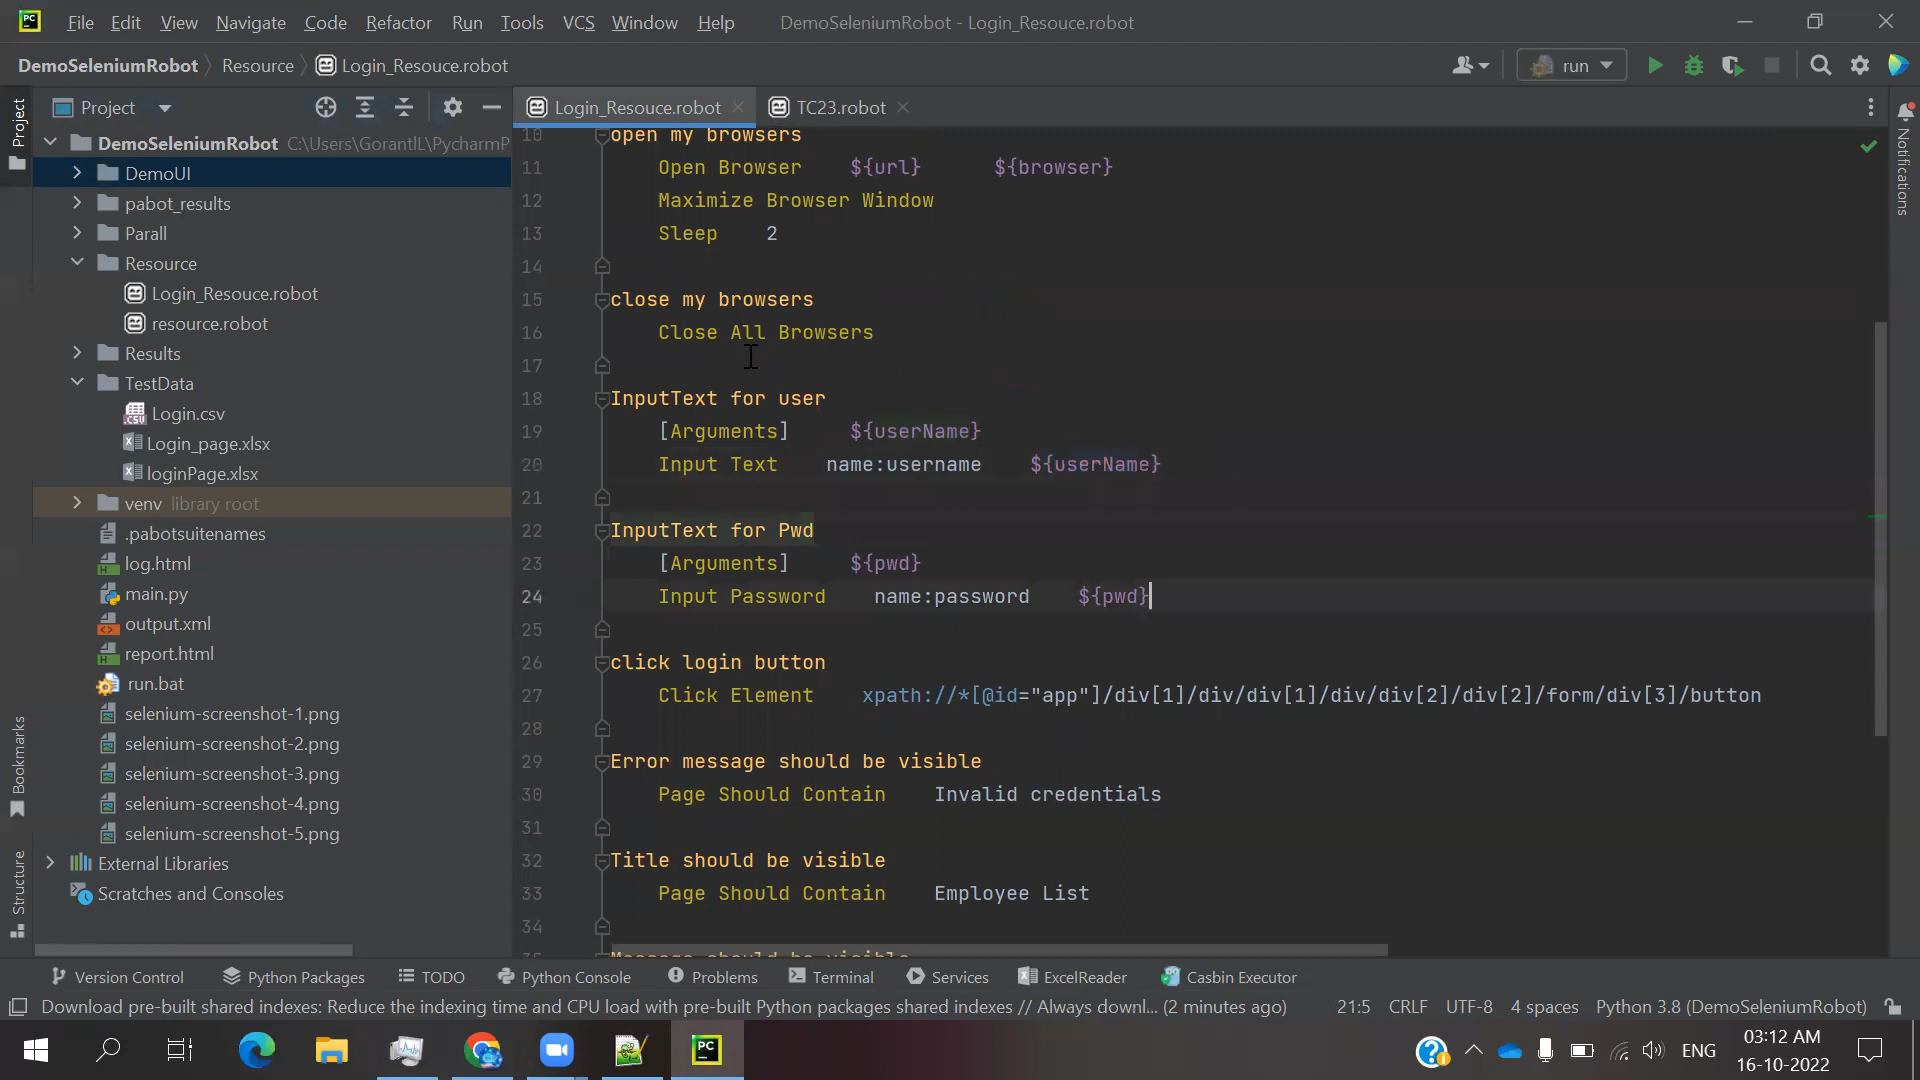 PC File Edit View Navigate Code Refactor Run Tools VCS Window Help DemoSeleniumRobot - Login_Resouce.robot
DemoSeleniumRobot Resource Login_Resouce.robot run
Project
Project
Login_Resouce.robot TC23.robot
DemoSeleniumRobot C:\Users\GorantlL\PycharmP
DemoUI
pabot_results
Parall
Resource
Login_Resouce.robot
resource.robot
Results
TestData
Login.csv
Login_page.xlsx
loginPage.xlsx
venv library root
.pabotsuitenames
log.html
main.py
output.xml
report.html
run.bat
selenium-screenshot-1.png
selenium-screenshot-2.png
selenium-screenshot-3.png
selenium-screenshot-4.png
selenium-screenshot-5.png
External Libraries
Scratches and Consoles
Bookmarks
Structure
10 open my browsers
11 Open Browser ${url} ${browser}
12 Maximize Browser Window
13 Sleep 2
14
15 close my browsers
16 Close All Browsers
17
18 InputText for user
19 [Arguments] ${userName}
20 Input Text name:username ${userName}
21
22 InputText for Pwd
23 [Arguments] ${pwd}
24 Input Password name:password ${pwd}
25
26 click login button
27 Click Element xpath://*[@id="app"]/div[1]/div/div[1]/div/div[2]/div[2]/form/div[3]/button
28
29 Error message should be visible
30 Page Should Contain Invalid credentials
31
32 Title should be visible
33 Page Should Contain Employee List
34
35 Message should be visible
Notifications
Version Control Python Packages TODO Python Console Problems Terminal Services ExcelReader Casbin Executor
Download pre-built shared indexes: Reduce the indexing time and CPU load with pre-built Python packages shared indexes // Always downl... (2 minutes ago) 21:5 CRLF UTF-8 4 spaces Python 3.8 (DemoSeleniumRobot)
PC ENG 03:12 AM
16-10-2022